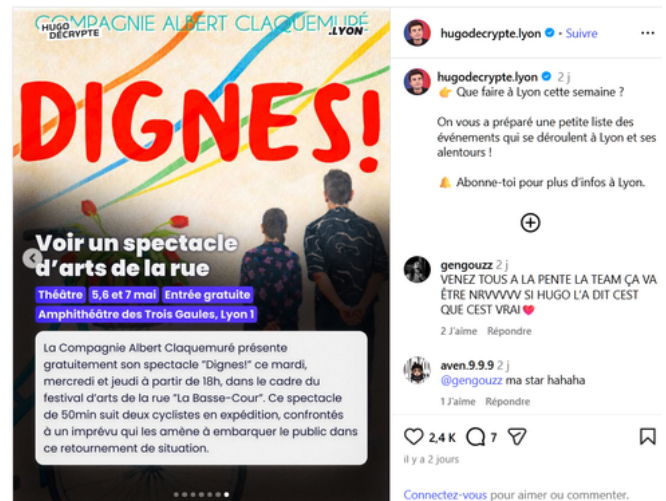 COMPAGNIE ALBERT CLAQUEMURÉ
HUGO
DÉCRYPTE
.LYON
DIGNES!
Voir un spectacle
d'arts de la rue
Théâtre 5,6 et 7 mai Entrée gratuite
Amphithéâtre des Trois Gaules, Lyon 1
La Compagnie Albert Claquemuré présente
gratuitement son spectacle "Dignes!" ce mardi,
mercredi et jeudi à partir de 18h, dans le cadre du
festival d'arts de la rue "La Basse-Cour". Ce spectacle
de 50min suit deux cyclistes en expédition, confrontés
à un imprévu qui les amène à embarquer le public dans
ce retournement de situation.
hugodecrypte.lyon • Suivre
hugodecrypte.lyon 2 j
👉 Que faire à Lyon cette semaine ?
On vous a préparé une petite liste des
événements qui se déroulent à Lyon et ses
alentours !
🔔 Abonne-toi pour plus d'infos à Lyon.
gengouzz 2 j
VENEZ TOUS A LA PENTE LA TEAM ÇA VA
ÊTRE NRVVVVV SI HUGO L'A DIT CEST
QUE CEST VRAI❤️
2 J'aime Répondre
aven.9.9.9 2 j
@gengouzz ma star hahaha
1 J'aime Répondre
2,4 K 7
il y a 2 jours
Connectez-vous pour aimer ou commenter.